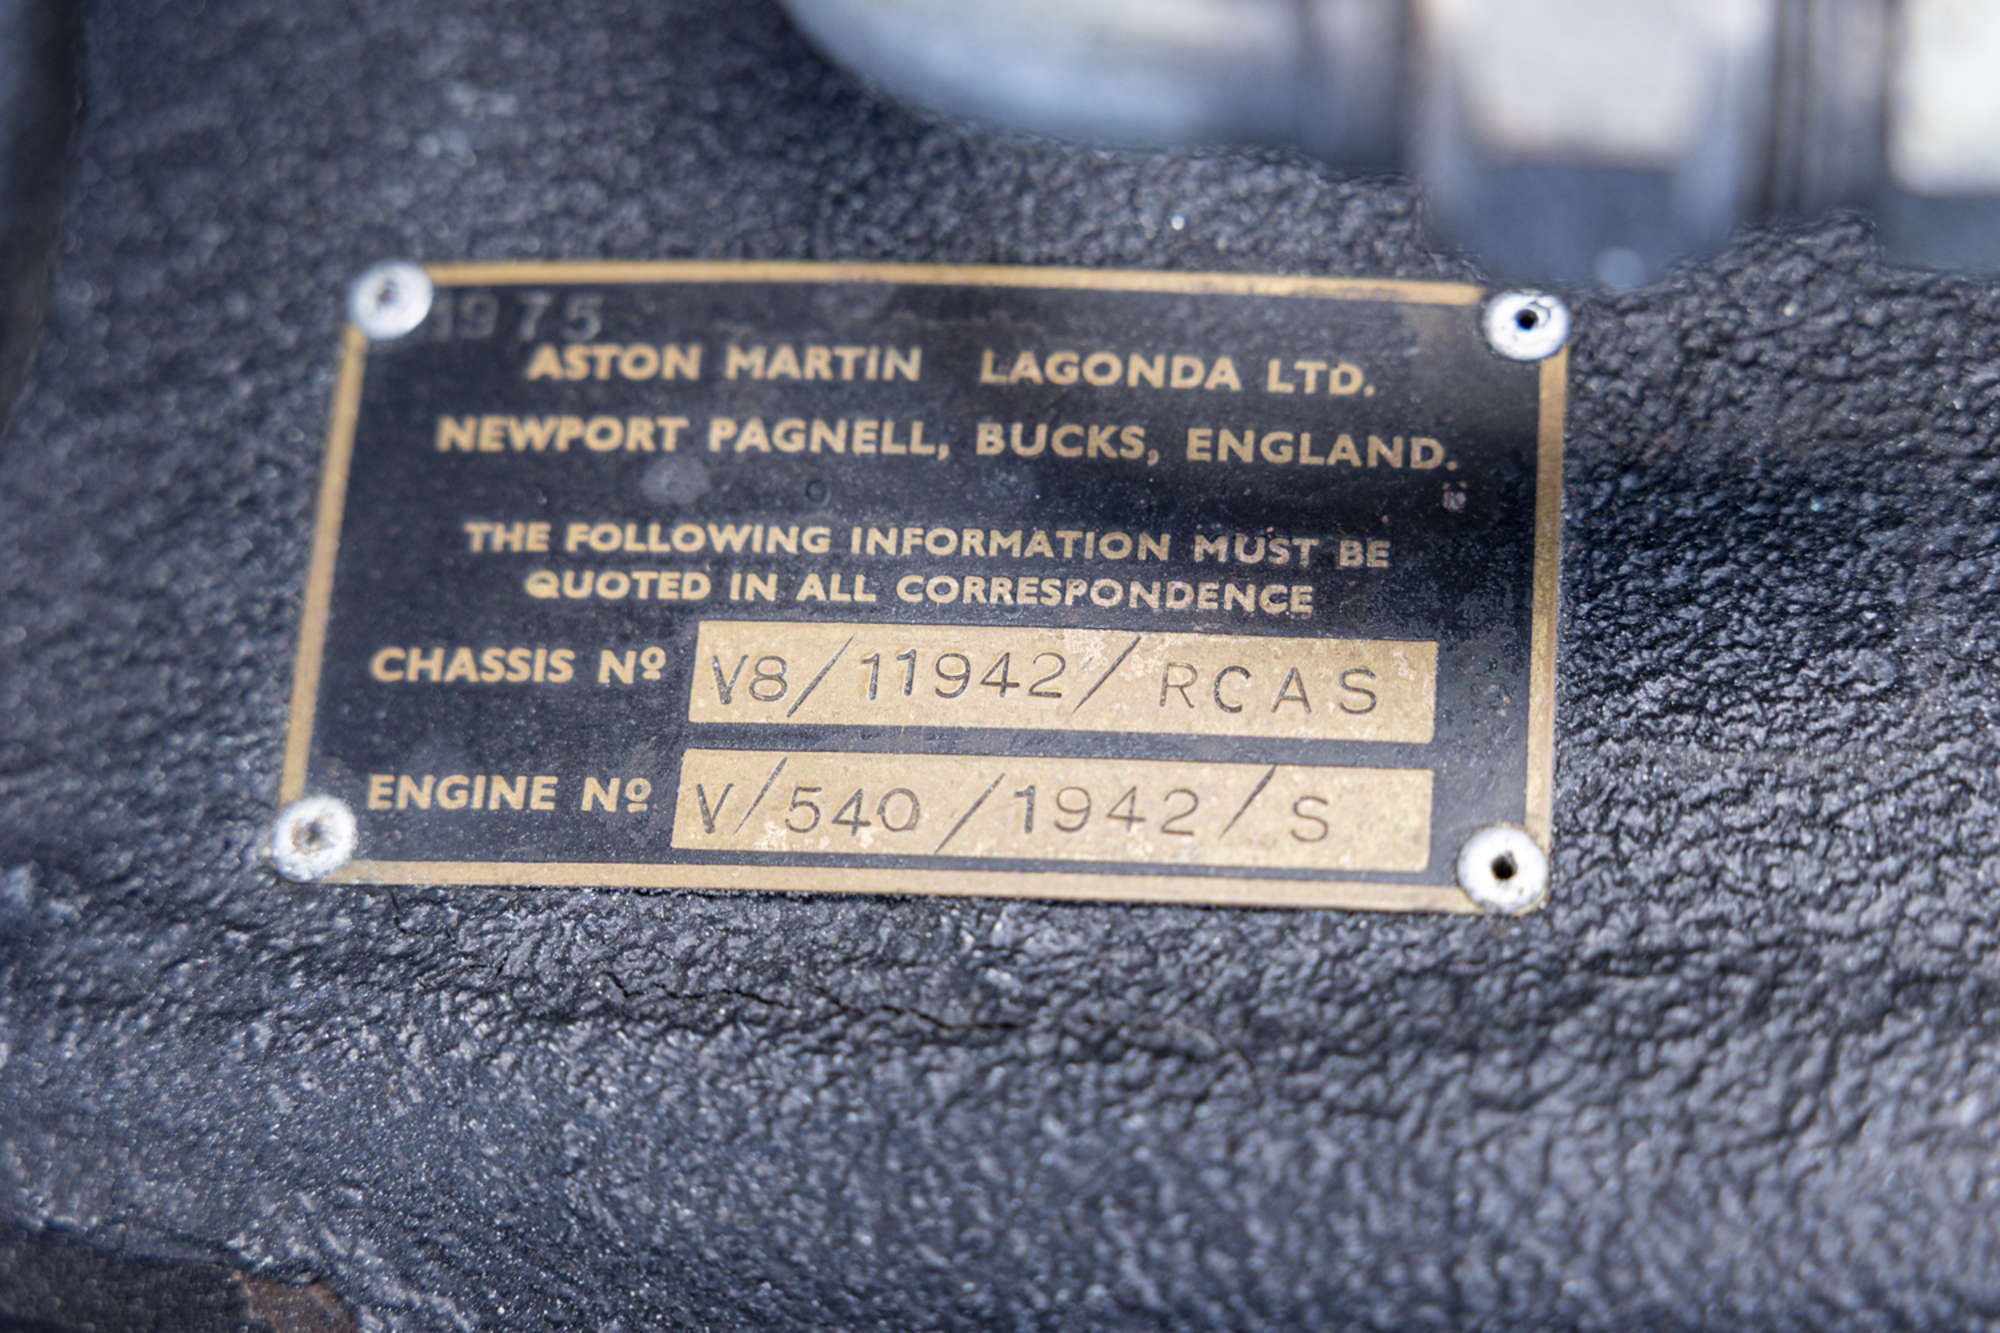 1975
ASTON MARTIN LAGONDA LTD.
NEWPORT PAGNELL, BUCKS, ENGLAND.
THE FOLLOWING INFORMATION MUST BE
QUOTED IN ALL CORRESPONDENCE
CHASSIS Nº V8/11942/RCAS
ENGINE Nº V/540/1942/S